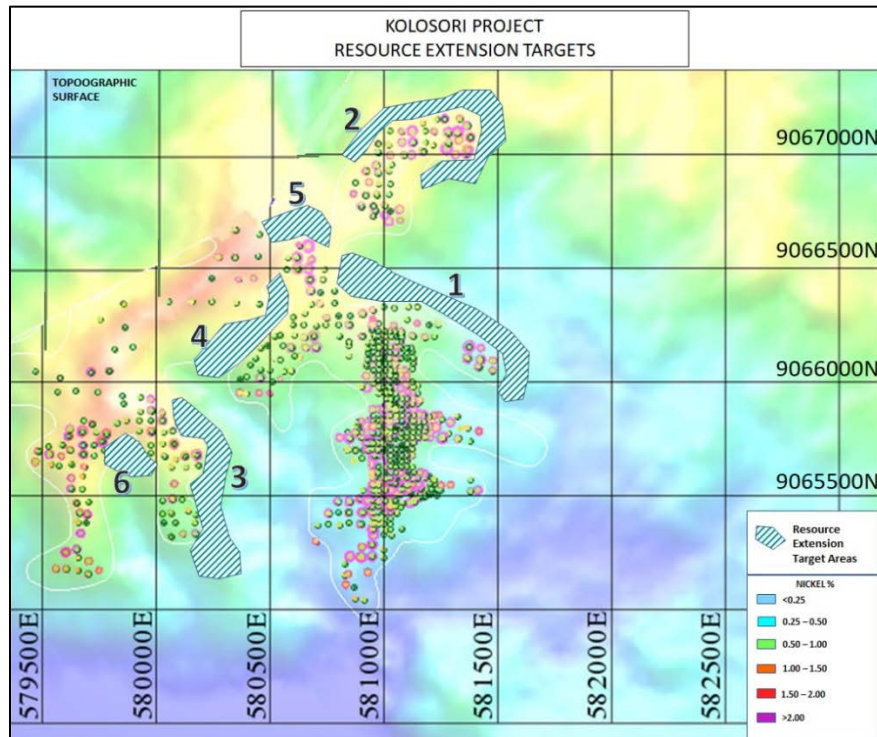 KOLOSORI PROJECT
RESOURCE EXTENSION TARGETS
TOPOOGRAPHIC
SURFACE
2
9067000N
5
9066500N
1
4
9066000N
3
6
9065500N
Resource
Extension
Target Areas
NICKEL %
<0.25
0.25 – 0.50
0.50 – 1.00
1.00 – 1.50
1.50 – 2.00
>2.00
579500E
580000E
580500E
581000E
581500E
582000E
582500E